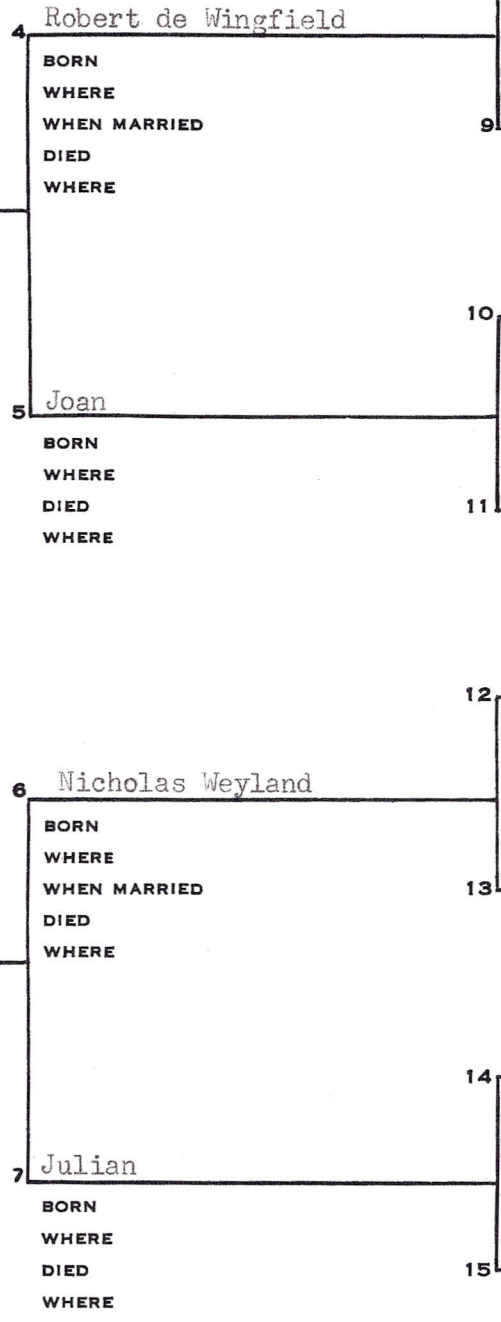 4 Robert de Wingfield
BORN
WHERE
WHEN MARRIED
DIED
WHERE
9
10
5 Joan
BORN
WHERE
DIED
WHERE
11
12
6 Nicholas Weyland
BORN
WHERE
WHEN MARRIED
DIED
WHERE
13
14
7 Julian
BORN
WHERE
DIED
WHERE
15